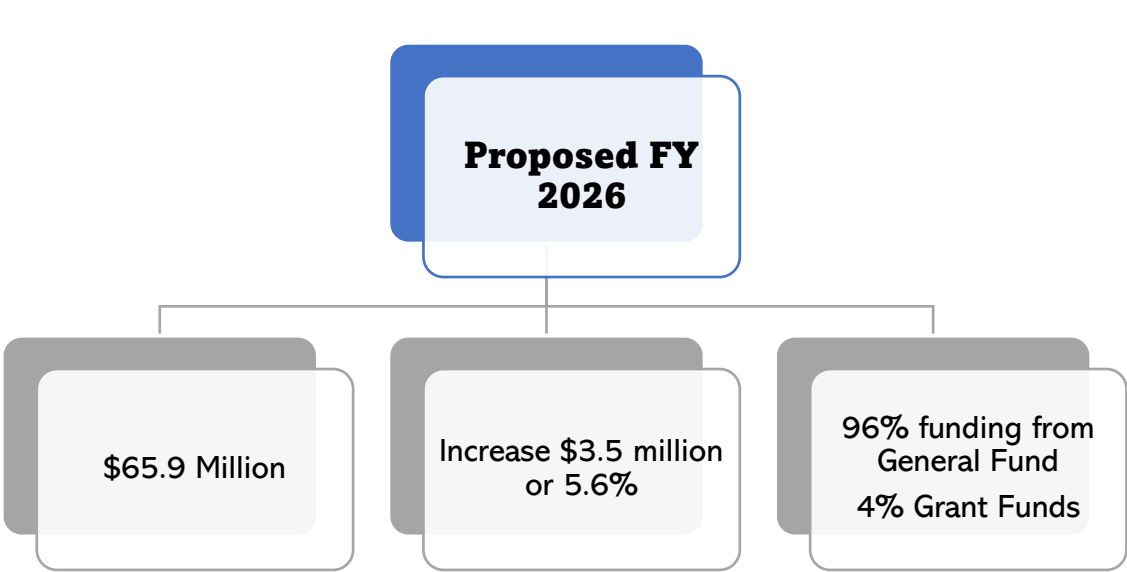 Proposed FY
2026
$65.9 Million
Increase $3.5 million
or 5.6%
96% funding from
General Fund
4% Grant Funds